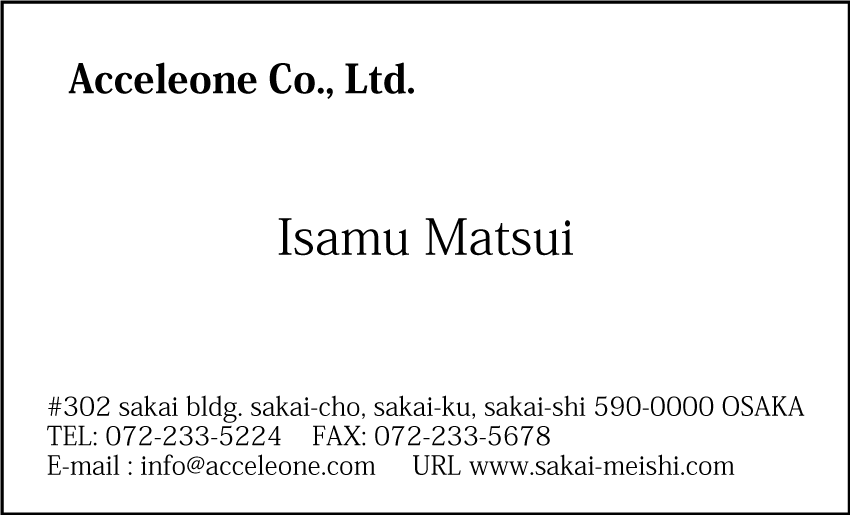 Acceleone Co., Ltd.
Isamu Matsui
#302 sakai bldg. sakai-cho, sakai-ku, sakai-shi 590-0000 OSAKA
TEL: 072-233-5224 FAX: 072-233-5678
E-mail : info@acceleone.com URL www.sakai-meishi.com